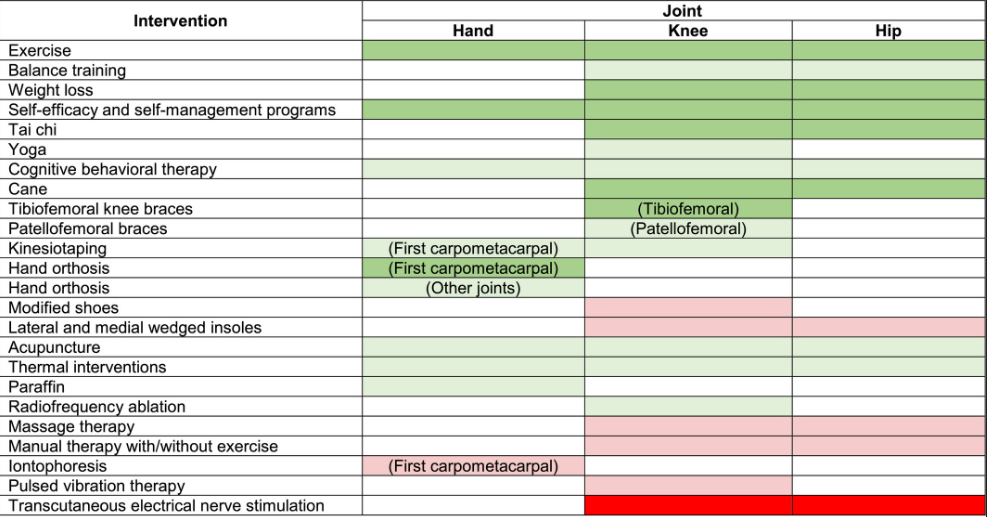 Intervention
Joint
Hand Knee Hip
Exercise
Balance training
Weight loss
Self-efficacy and self-management programs
Tai chi
Yoga
Cognitive behavioral therapy
Cane
Tibiofemoral knee braces (Tibiofemoral)
Patellofemoral braces (Patellofemoral)
Kinesiotaping (First carpometacarpal)
Hand orthosis (First carpometacarpal)
Hand orthosis (Other joints)
Modified shoes
Lateral and medial wedged insoles
Acupuncture
Thermal interventions
Paraffin
Radiofrequency ablation
Massage therapy
Manual therapy with/without exercise
Iontophoresis (First carpometacarpal)
Pulsed vibration therapy
Transcutaneous electrical nerve stimulation